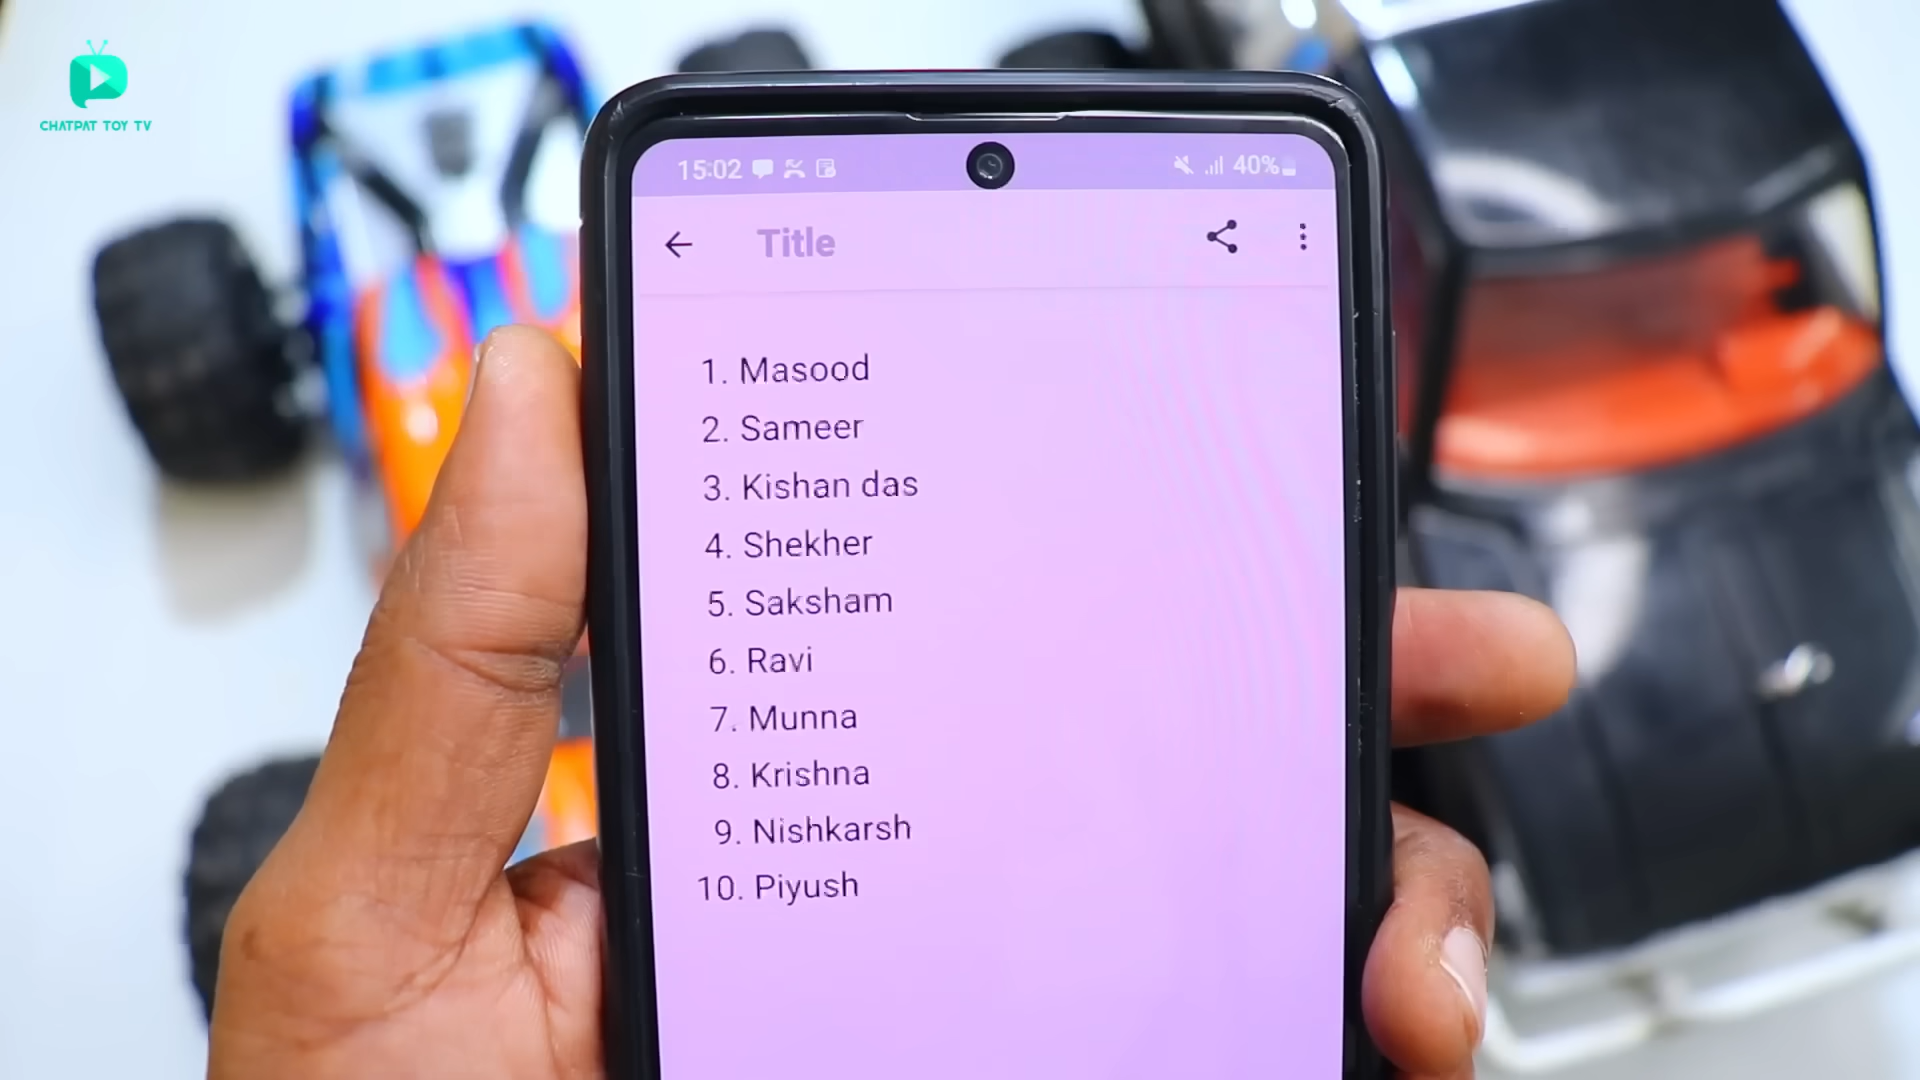 CHATPAT TOY TV
15:02
40%
Title
1. Masood
2. Sameer
3. Kishan das
4. Shekher
5. Saksham
6. Ravi
7. Munna
8. Krishna
9. Nishkarsh
10. Piyush